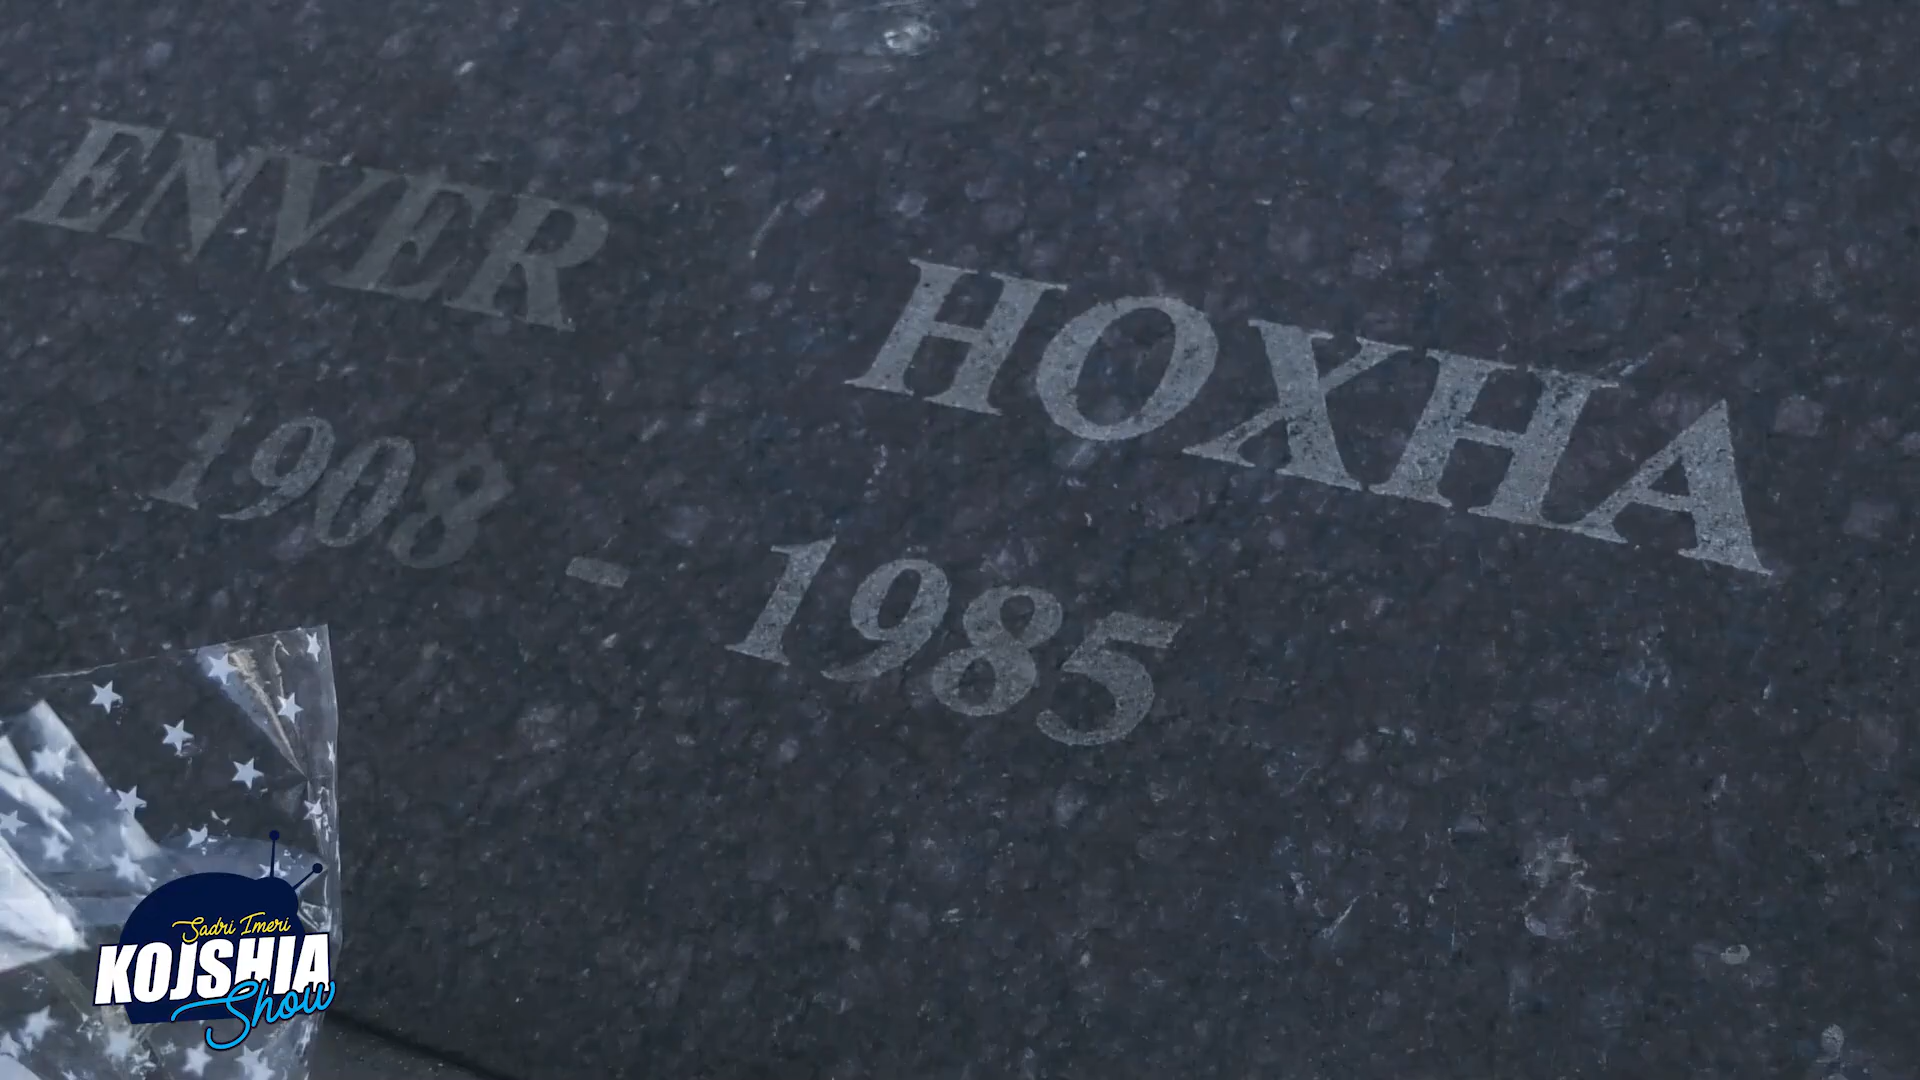 ENVER HOXHA
1908 - 1985
Sadri Imeri
KOJSHIA
Show